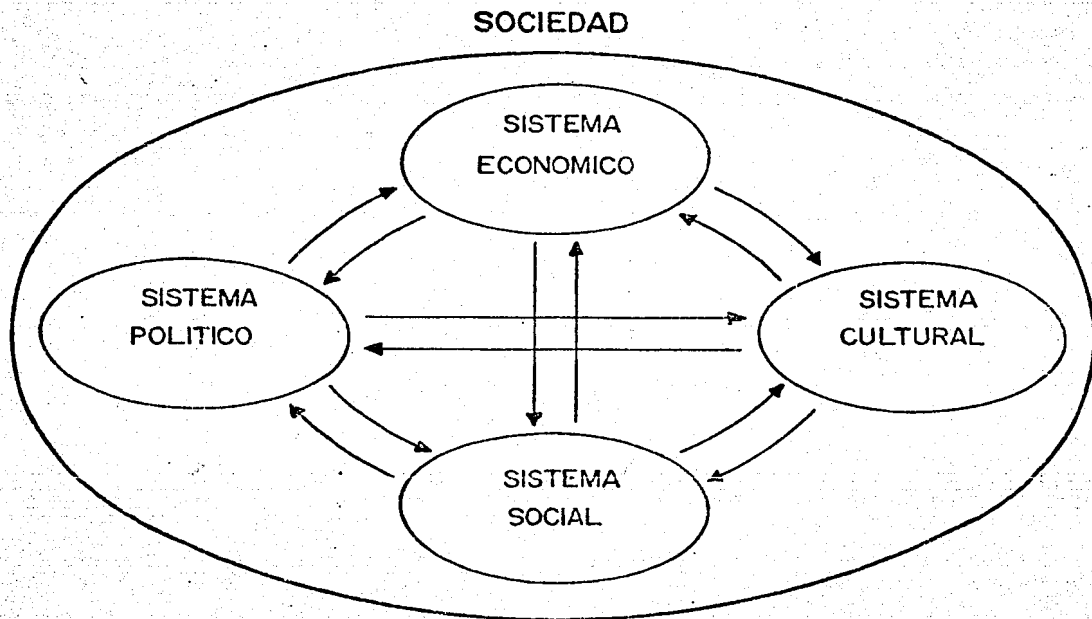 SOCIEDAD
SISTEMA
ECONOMICO
SISTEMA
POLITICO
SISTEMA
CULTURAL
SISTEMA
SOCIAL